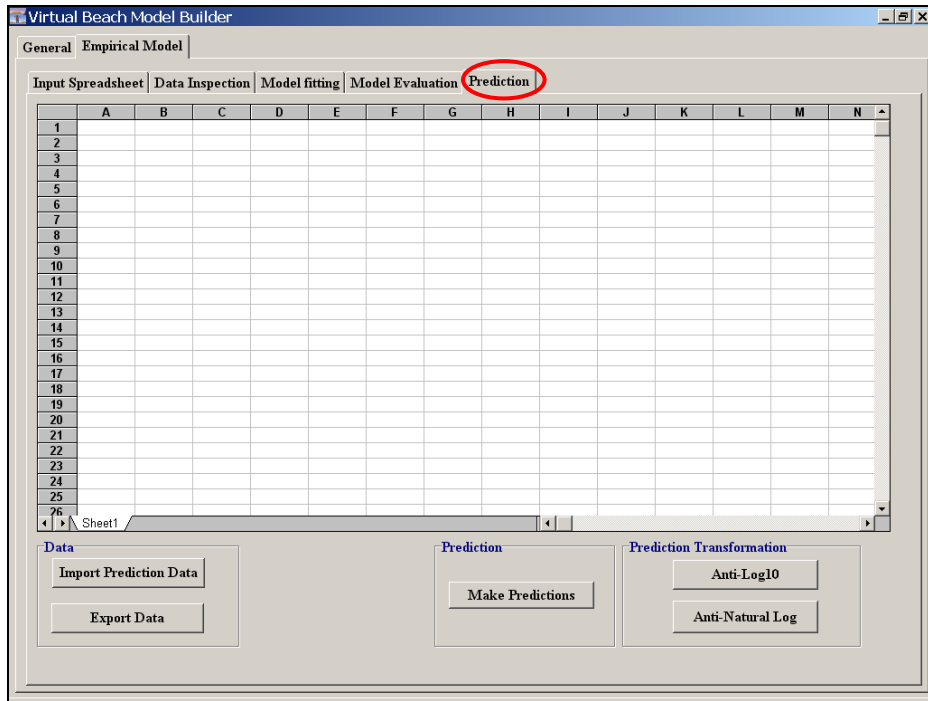 Virtual Beach Model Builder
General Empirical Model
Input Spreadsheet Data Inspection Model fitting Model Evaluation Prediction
A B C D E F G H I J K L M N
1
2
3
4
5
6
7
8
9
10
11
12
13
14
15
16
17
18
19
20
21
22
23
24
25
26
Sheet1
Data Prediction Prediction Transformation
Import Prediction Data Anti-Log10
Make Predictions
Export Data Anti-Natural Log